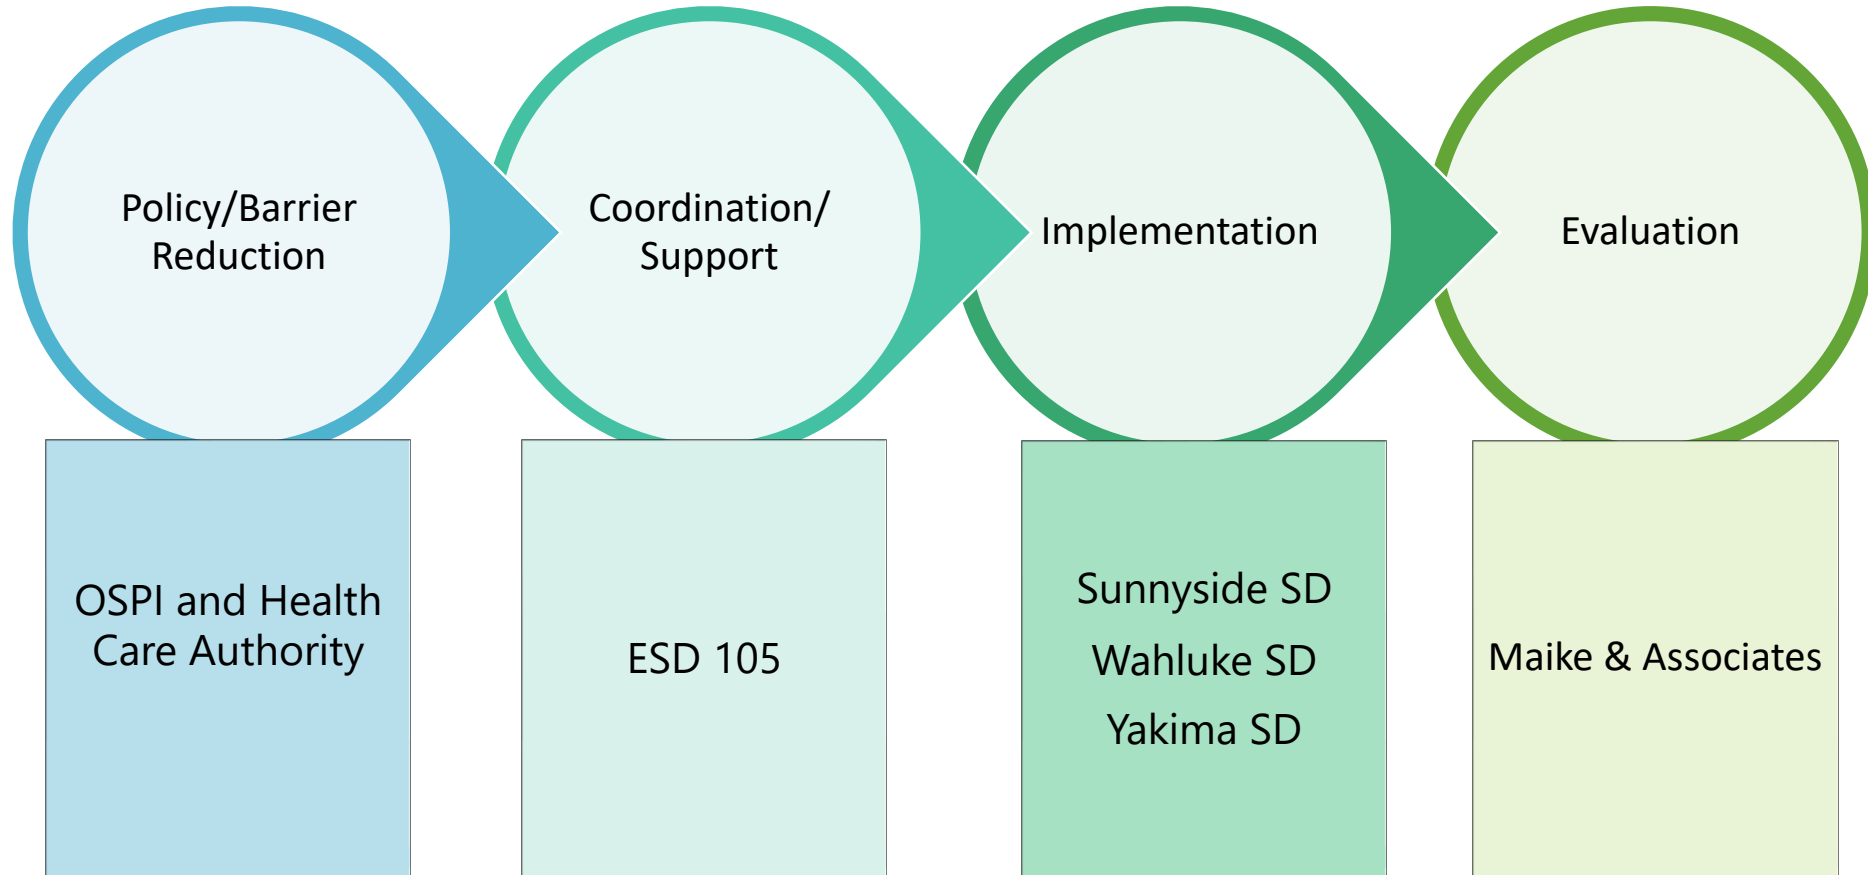 Policy/Barrier
Reduction
Coordination/
Support
Implementation
Evaluation
OSPI and Health
Care Authority
ESD 105
Sunnyside SD
Wahluke SD
Yakima SD
Maike & Associates